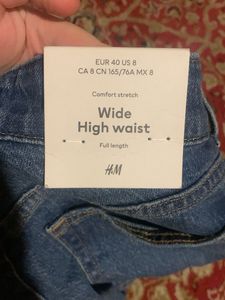 EUR 40 US 8
CA 8 CN 165/76A MX 8
Comfort stretch
Wide
High waist
Full length
H&M